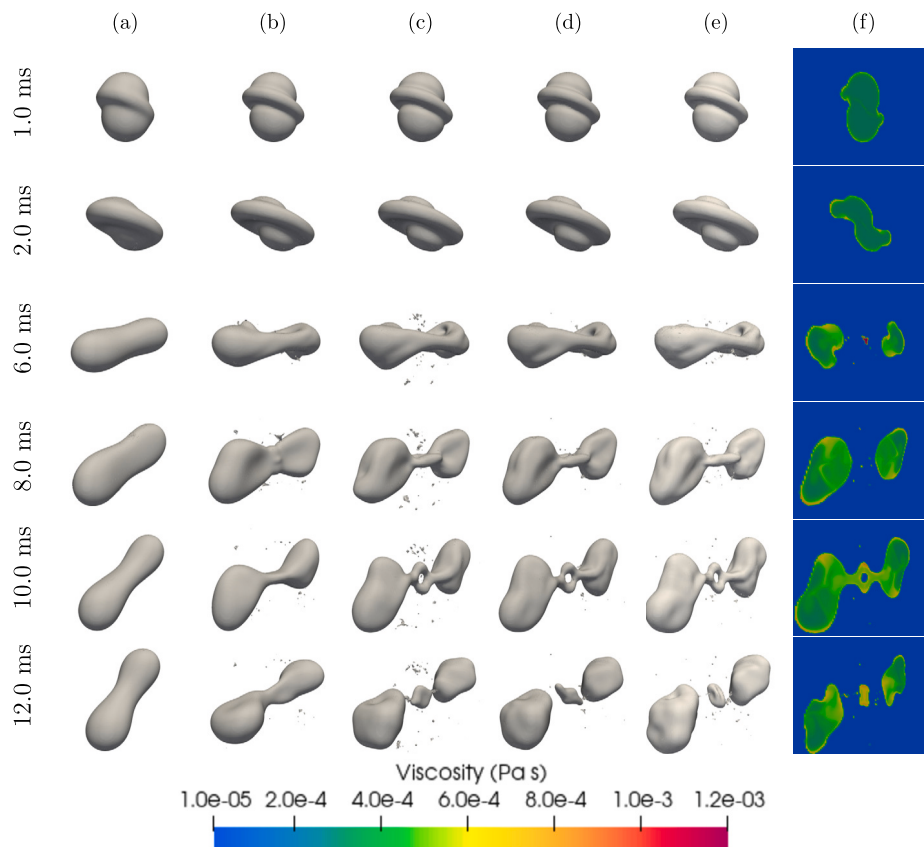 (a) (b) (c) (d) (e) (f)
1.0 ms
2.0 ms
6.0 ms
8.0 ms
10.0 ms
12.0 ms
Viscosity (Pa s)
1.0e-05 2.0e-4 4.0e-4 6.0e-4 8.0e-4 1.0e-3 1.2e-03